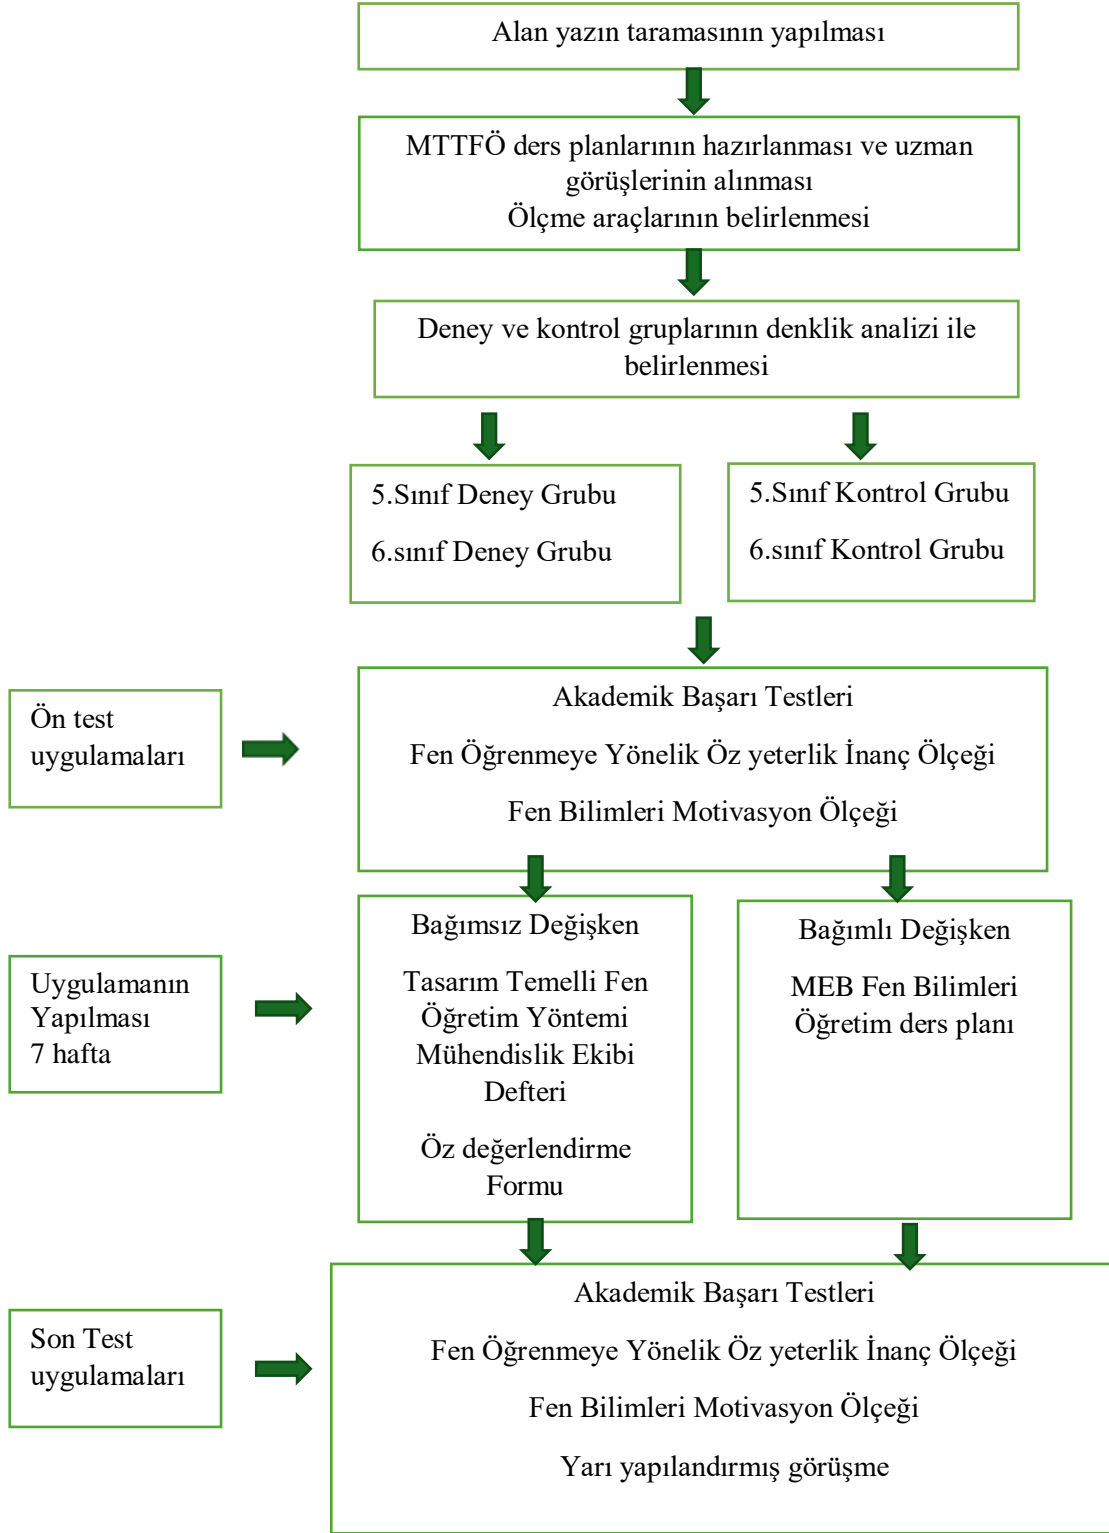 Alan yazın taramasının yapılması
MTTFÖ ders planlarının hazırlanması ve uzman
görüşlerinin alınması
Ölçme araçlarının belirlenmesi
Deney ve kontrol gruplarının denklik analizi ile
belirlenmesi
5.Sınıf Deney Grubu
6.sınıf Deney Grubu
5.Sınıf Kontrol Grubu
6.sınıf Kontrol Grubu
Ön test
uygulamaları
Akademik Başarı Testleri
Fen Öğrenmeye Yönelik Öz yeterlik İnanç Ölçeği
Fen Bilimleri Motivasyon Ölçeği
Uygulamanın
Yapılması
7 hafta
Bağımsız Değişken
Tasarım Temelli Fen
Öğretim Yöntemi
Mühendislik Ekibi
Defteri
Öz değerlendirme
Formu
Bağımlı Değişken
MEB Fen Bilimleri
Öğretim ders planı
Son Test
uygulamaları
Akademik Başarı Testleri
Fen Öğrenmeye Yönelik Öz yeterlik İnanç Ölçeği
Fen Bilimleri Motivasyon Ölçeği
Yarı yapılandırmış görüşme